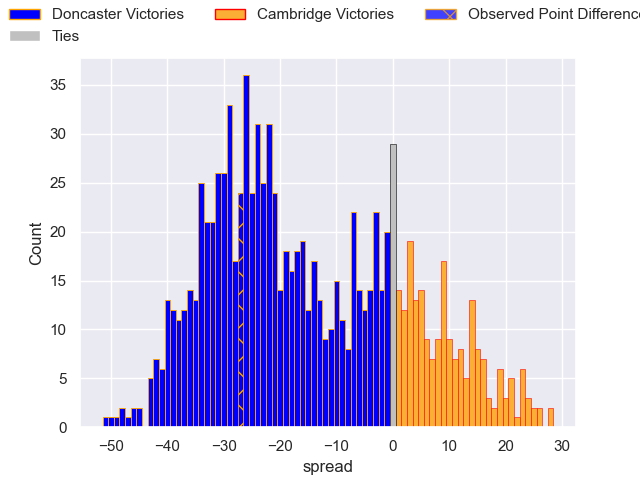 Doncaster Victories Cambridge Victories Observed Point Difference
Ties
35
30
25
20
15
10
5
0
Count
−50 −40 −30 −20 −10 0 10 20 30
spread